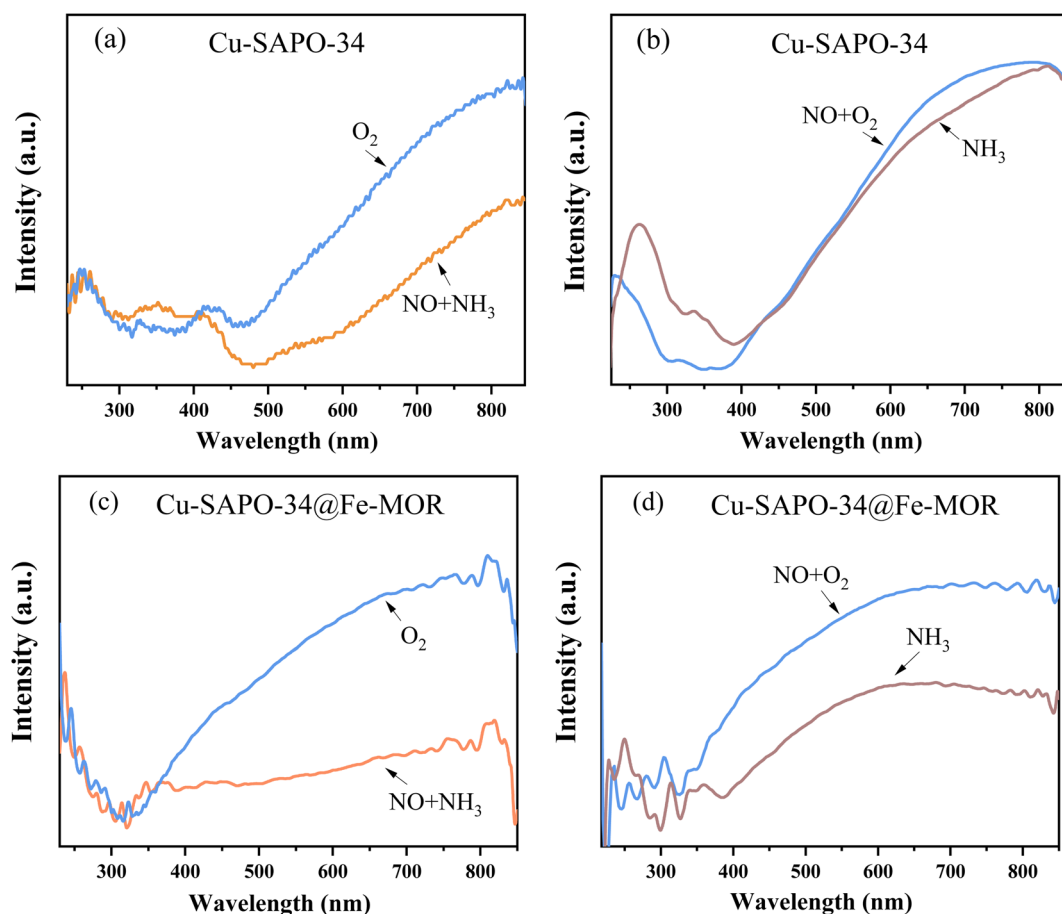 (a)
Cu-SAPO-34
O₂
NO+NH₃
Intensity (a.u.)
300 400 500 600 700 800
Wavelength (nm)
(b)
Cu-SAPO-34
NO+O₂
NH₃
Intensity (a.u.)
300 400 500 600 700 800
Wavelength (nm)
(c)
Cu-SAPO-34@Fe-MOR
O₂
NO+NH₃
Intensity (a.u.)
300 400 500 600 700 800
Wavelength (nm)
(d)
Cu-SAPO-34@Fe-MOR
NO+O₂
NH₃
Intensity (a.u.)
300 400 500 600 700 800
Wavelength (nm)